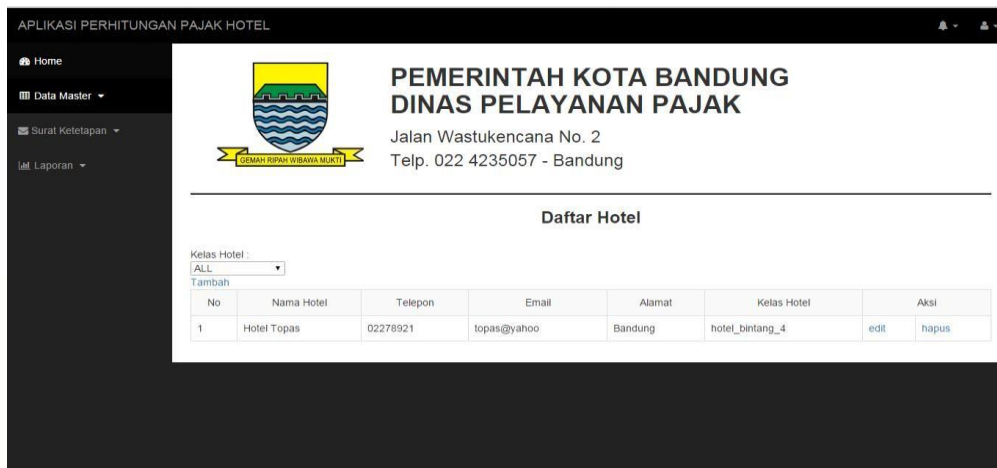 APLIKASI PERHITUNGAN PAJAK HOTEL
Home
Data Master
Surat Ketetapan
Laporan
GEMAH RIPAH WIBAWA MUKTI
PEMERINTAH KOTA BANDUNG
DINAS PELAYANAN PAJAK
Jalan Wastukencana No. 2
Telp. 022 4235057 - Bandung
Daftar Hotel
Kelas Hotel :
ALL
Tambah
No Nama Hotel Telepon Email Alamat Kelas Hotel Aksi
1 Hotel Topas 02278921 topas@yahoo Bandung hotel_bintang_4 edit hapus